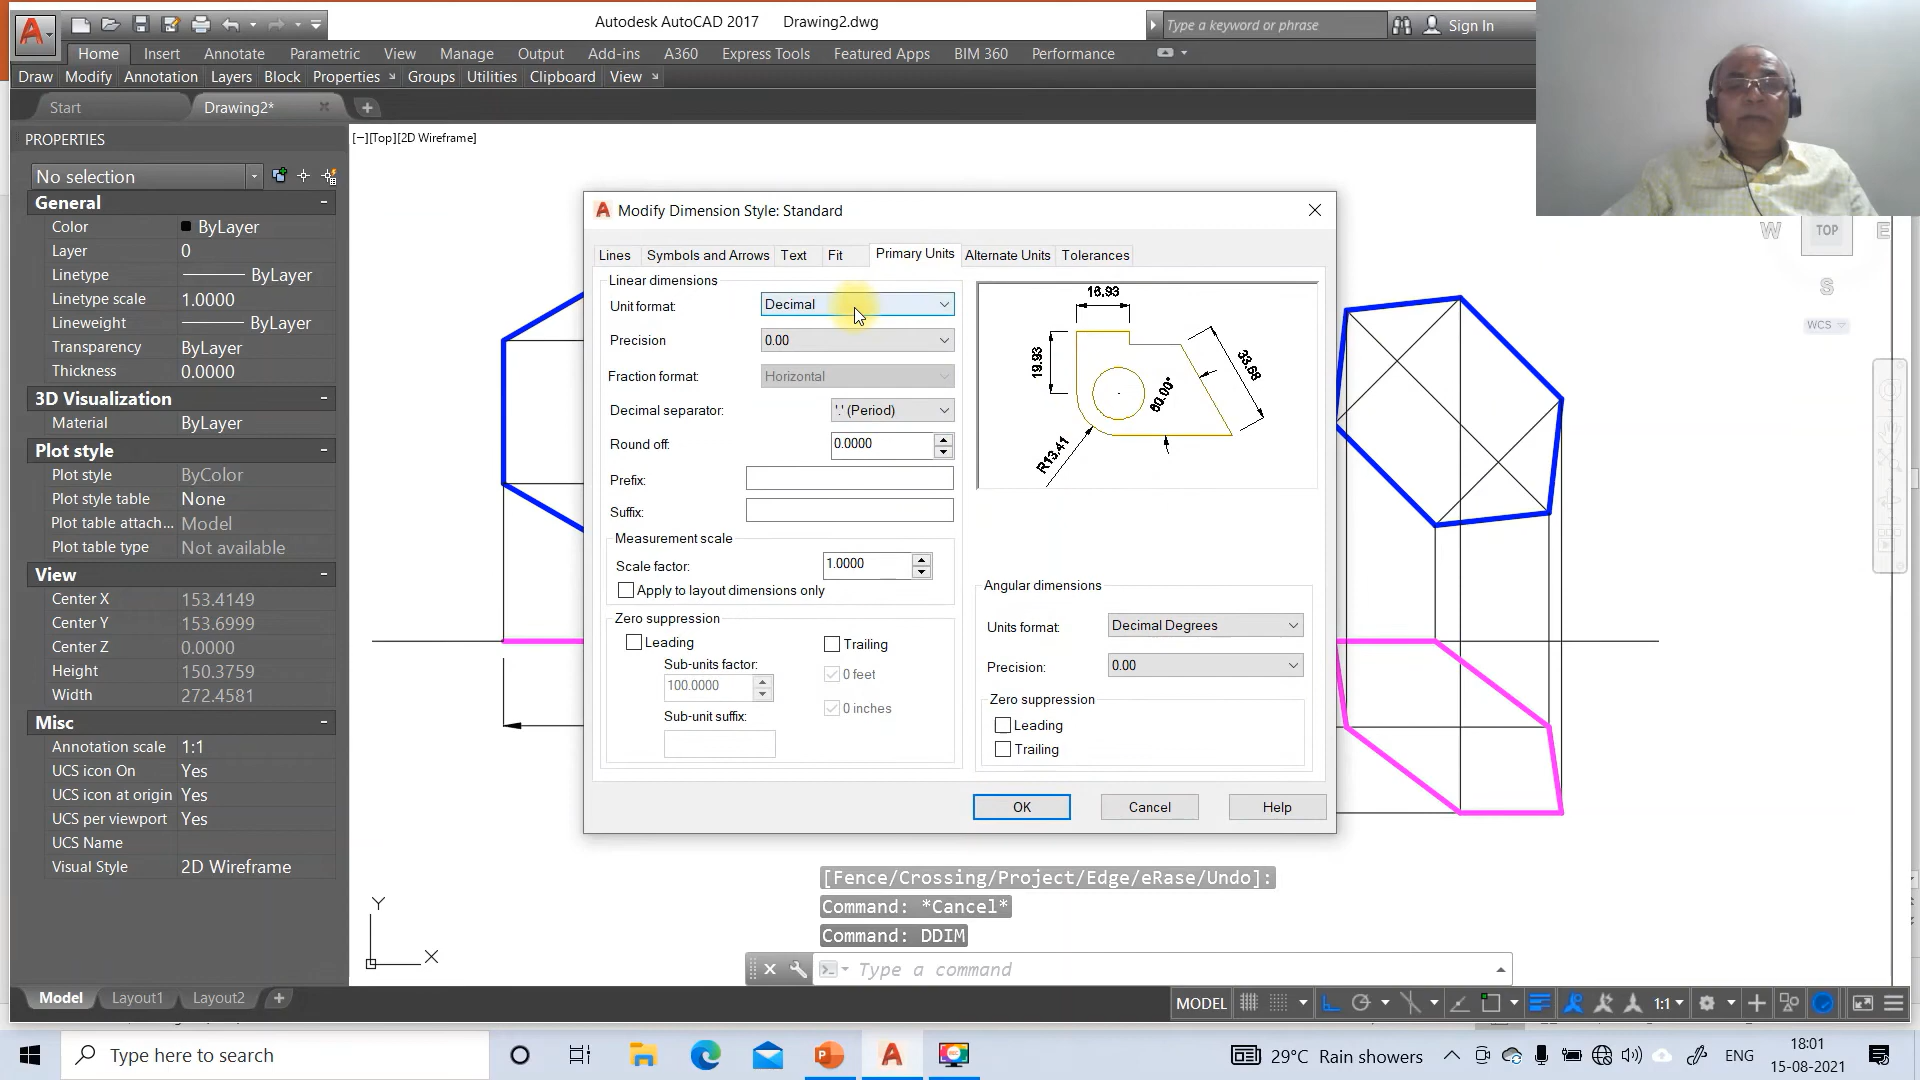 Autodesk AutoCAD 2017 Drawing2.dwg
Type a keyword or phrase
Sign In
Home Insert Annotate Parametric View Manage Output Add-ins A360 Express Tools Featured Apps BIM 360 Performance
Draw Modify Annotation Layers Block Properties Groups Utilities Clipboard View
Start Drawing2*
PROPERTIES
No selection
General
Color ByLayer
Layer 0
Linetype ByLayer
Linetype scale 1.0000
Lineweight ByLayer
Transparency ByLayer
Thickness 0.0000
3D Visualization
Material ByLayer
Plot style
Plot style ByColor
Plot style table None
Plot table attach... Model
Plot table type Not available
View
Center X 153.4149
Center Y 153.6999
Center Z 0.0000
Height 150.3759
Width 272.4581
Misc
Annotation scale 1:1
UCS icon On Yes
UCS icon at origin Yes
UCS per viewport Yes
UCS Name
Visual Style 2D Wireframe
[−][Top][2D Wireframe]
W TOP E
S
WCS
Modify Dimension Style: Standard
Lines Symbols and Arrows Text Fit Primary Units Alternate Units Tolerances
Linear dimensions
Unit format: Decimal
Precision 0.00
Fraction format: Horizontal
Decimal separator: '.' (Period)
Round off: 0.0000
Prefix:
Suffix:
Measurement scale
Scale factor: 1.0000
Apply to layout dimensions only
Zero suppression
Leading Trailing
Sub-units factor: 0 feet
100.0000
Sub-unit suffix: 0 inches
16.93
19.93
33.68
60.00°
R13.41
Angular dimensions
Units format: Decimal Degrees
Precision: 0.00
Zero suppression
Leading
Trailing
OK Cancel Help
Y
X
[Fence/Crossing/Project/Edge/eRase/Undo]:
Command: *Cancel*
Command: DDIM
Type a command
Model Layout1 Layout2
MODEL 1:1
Type here to search
29°C Rain showers ENG
18:01
15-08-2021